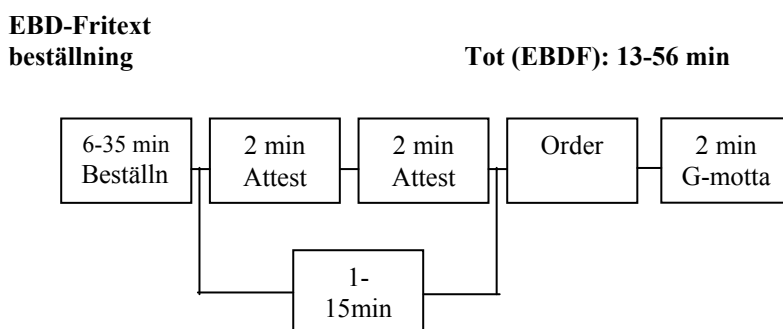 EBD-Fritext
beställning
Tot (EBDF): 13-56 min
6-35 min
Beställn
2 min
Attest
2 min
Attest
Order
2 min
G-motta
1-
15min